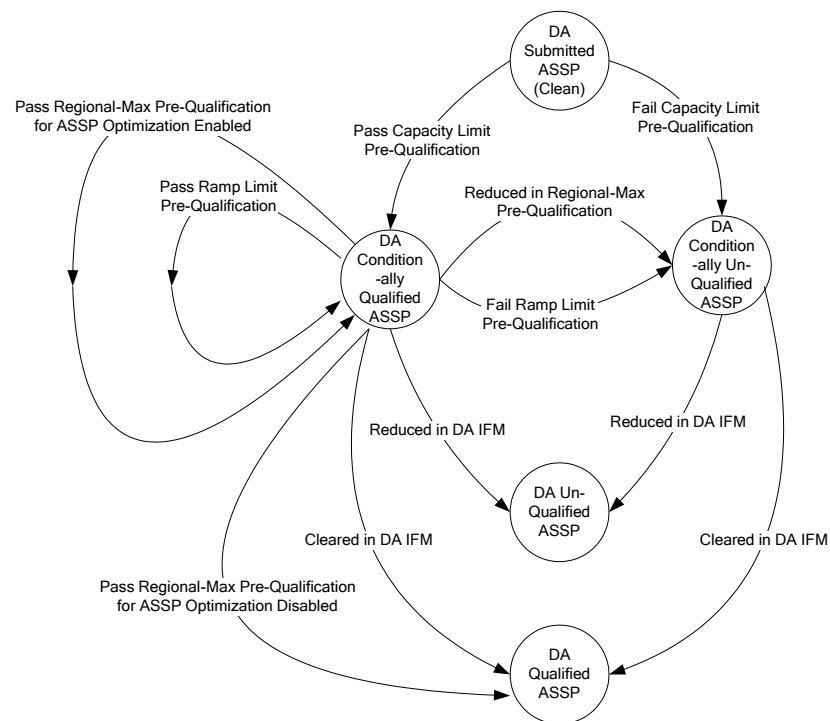 DA
Submitted
ASSP
(Clean)
Pass Regional-Max Pre-Qualification
for ASSP Optimization Enabled
Fail Capacity Limit
Pre-Qualification
Pass Capacity Limit
Pre-Qualification
Pass Ramp Limit
Pre-Qualification
Reduced in Regional-Max
Pre-Qualification
DA
Condition
-ally
Qualified
ASSP
DA
Condition
-ally Un-
Qualified
ASSP
Fail Ramp Limit
Pre-Qualification
Reduced in DA IFM
Reduced in DA IFM
DA Un-
Qualified
ASSP
Cleared in DA IFM
Cleared in DA IFM
Pass Regional-Max Pre-Qualification
for ASSP Optimization Disabled
DA
Qualified
ASSP